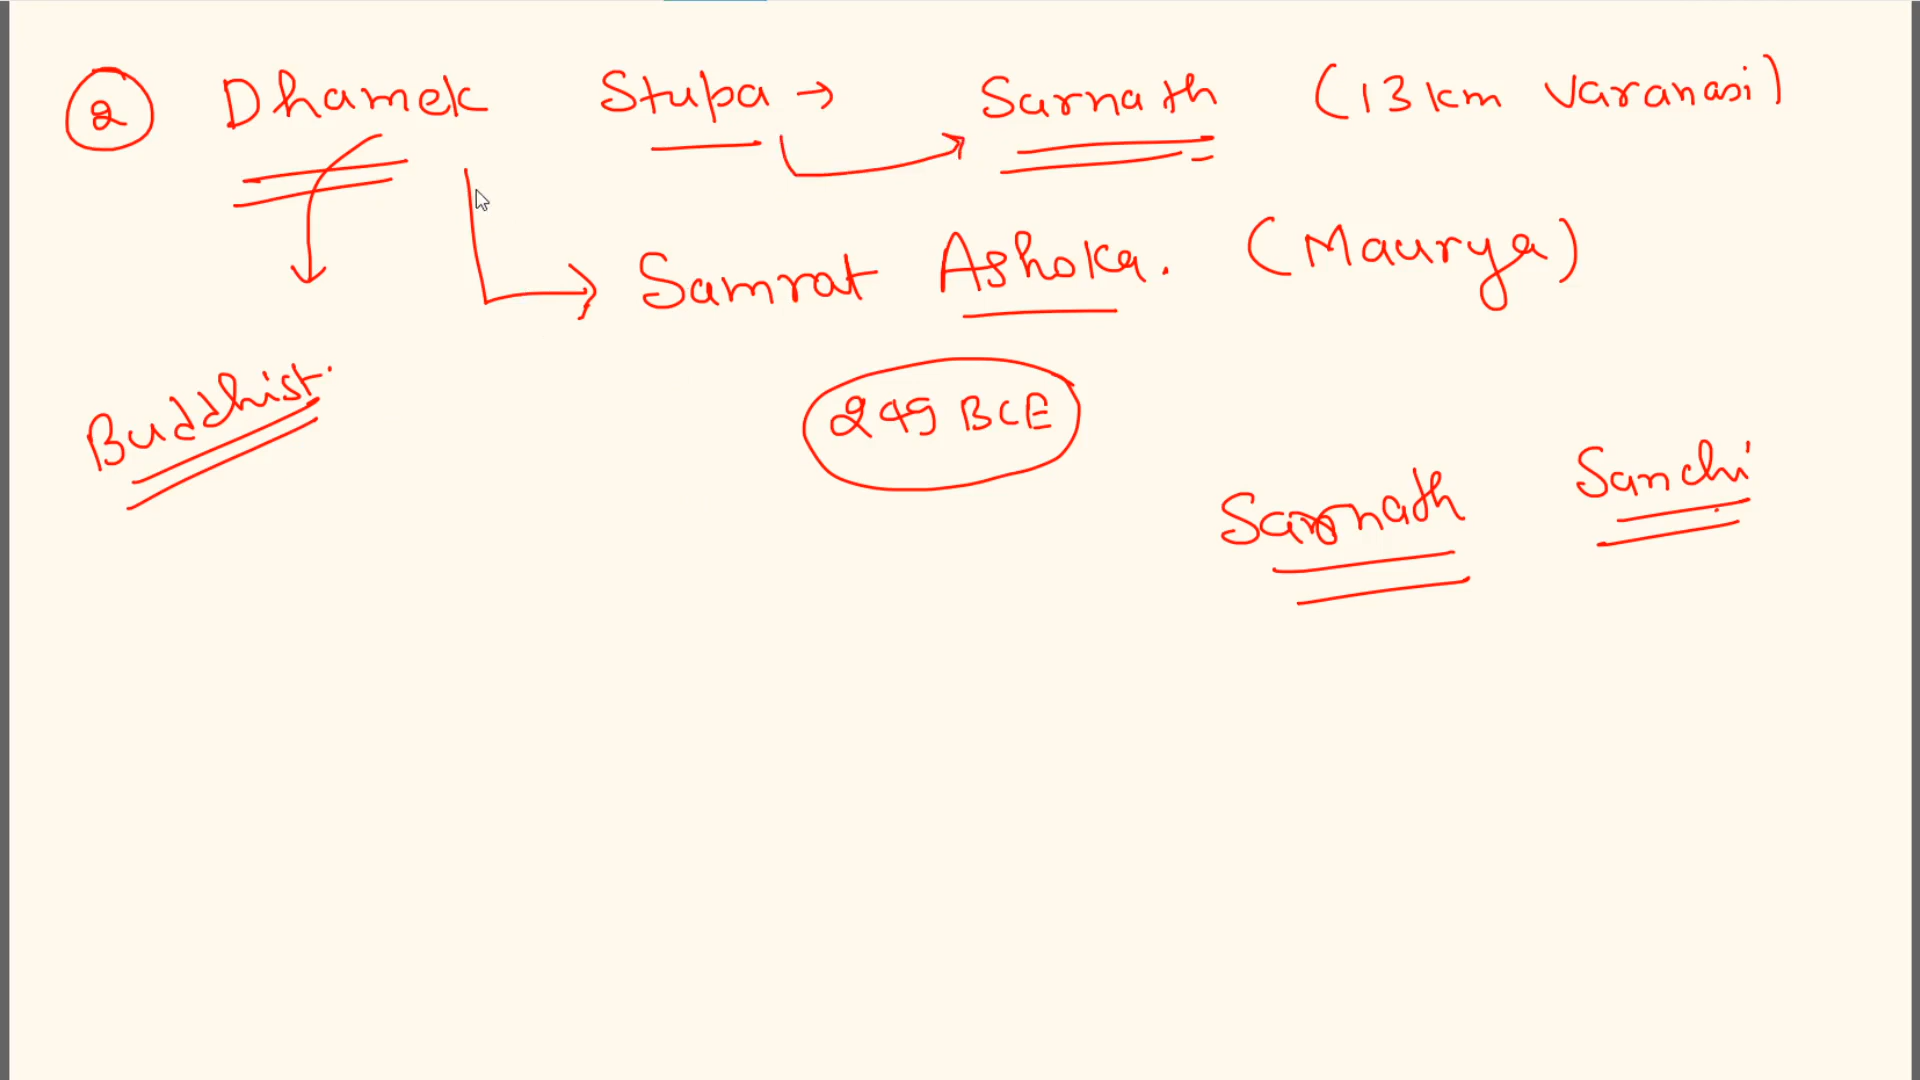 2 Dhamek Stupa → Sarnath (13 km Varanasi)
Samrat Ashoka. (Maurya)
Buddhist.
249 BCE
Sarnath Sanchi